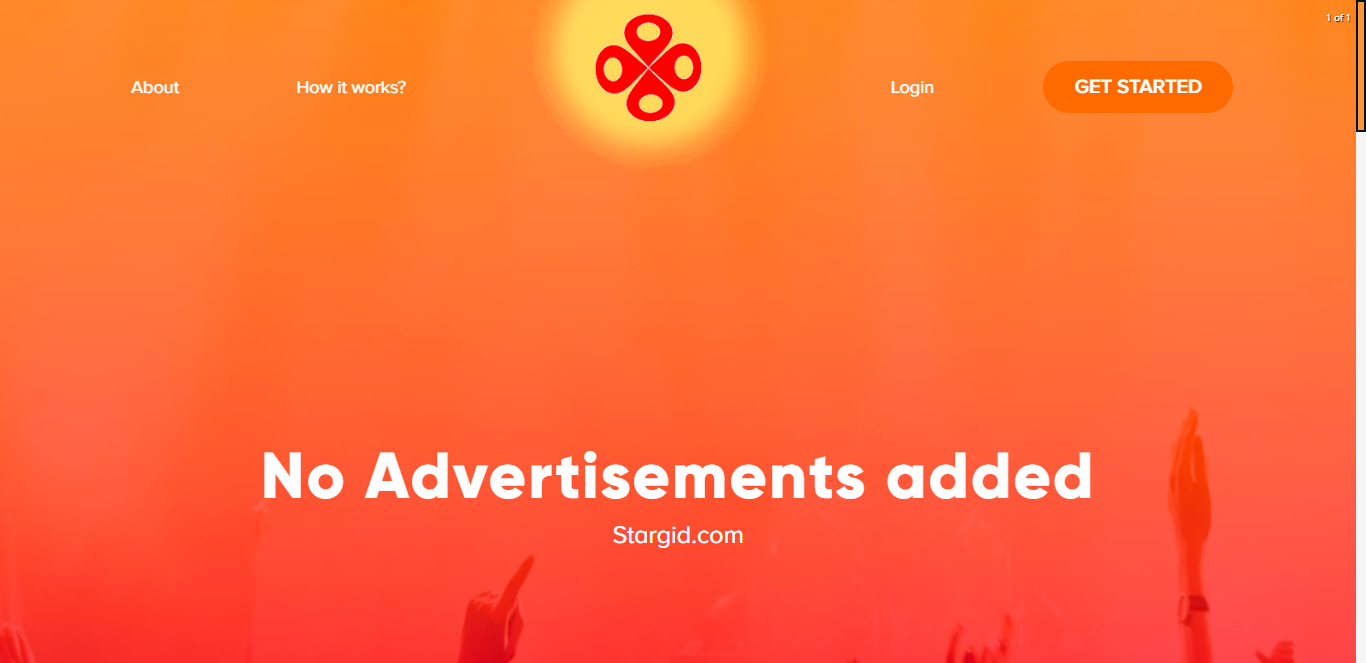 1 of 1
About
How it works?
Login
GET STARTED
No Advertisements added
Stargid.com